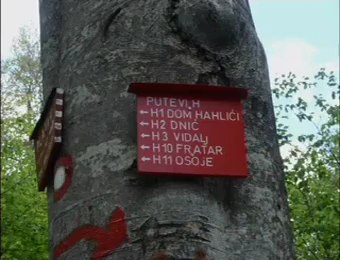 PUTEVI H
←H1 DOM HAHLIĆI
←H2 DNIĆ
←H3 VIDALJ
←H10 FRATAR
←H11 OSOJE